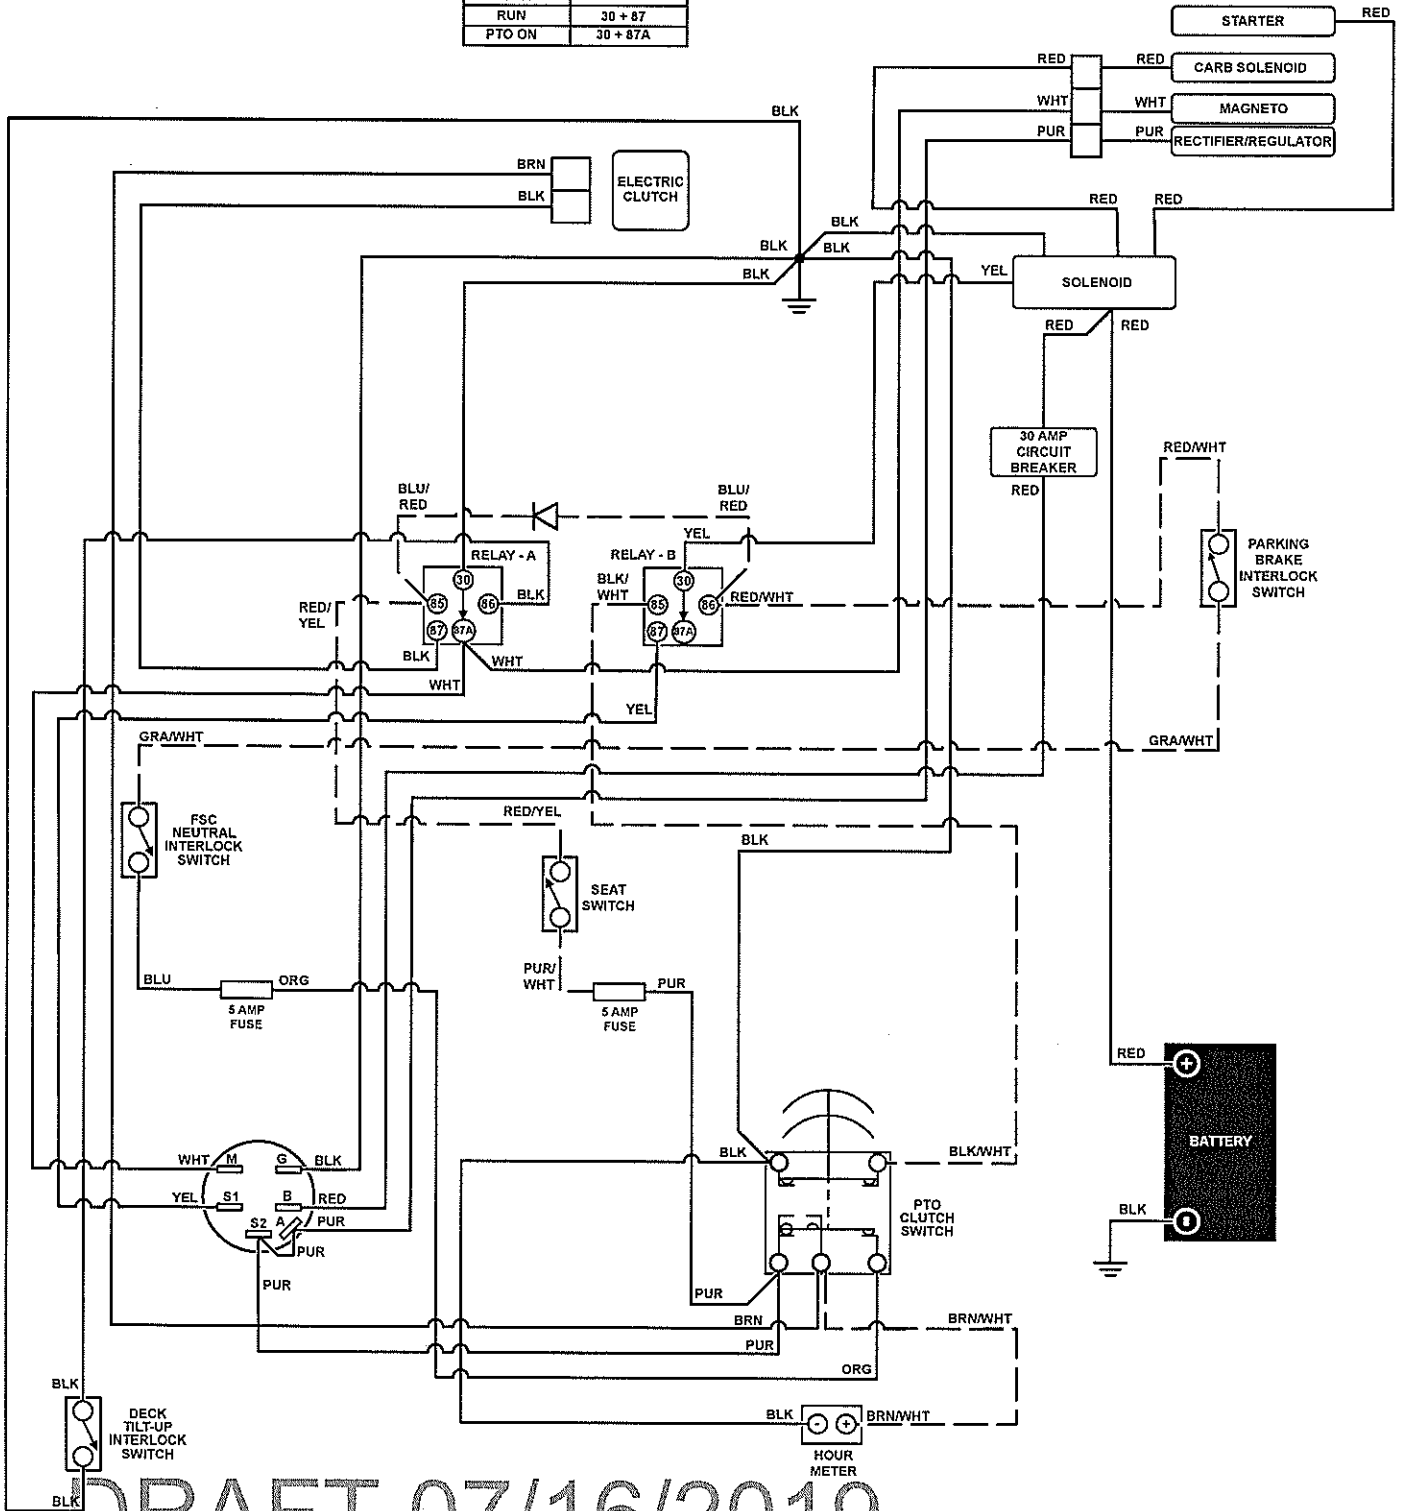 RUN 30 + 87
PTO ON 30 + 87A
STARTER RED
RED RED CARB SOLENOID
WHT WHT MAGNETO
PUR PUR RECTIFIER/REGULATOR
BLK
BRN
BLK
ELECTRIC
CLUTCH
RED RED
BLK
BLK BLK
BLK
YEL
SOLENOID
RED RED
30 AMP
CIRCUIT
BREAKER
RED
RED/WHT
BLU/
RED
BLU/
RED
YEL
RELAY - A
RELAY - B
PARKING
BRAKE
INTERLOCK
SWITCH
30
85
86
87
87A
BLK
BLK/
WHT
30
85
86
87
87A
RED/WHT
RED/
YEL
BLK
WHT
WHT
YEL
GRA/WHT
GRA/WHT
FSC
NEUTRAL
INTERLOCK
SWITCH
RED/YEL
BLK
SEAT
SWITCH
PUR/
WHT
BLU ORG
PUR
5 AMP
FUSE
5 AMP
FUSE
RED
+
BATTERY
BLK
WHT M G BLK
YEL S1 B RED
S2 A PUR
PUR
PUR
BLK BLK/WHT
PTO
CLUTCH
SWITCH
PUR
BRN BRN/WHT
PUR
ORG
BLK
DECK
TILT-UP
INTERLOCK
SWITCH
BLK - + BRN/WHT
HOUR
METER
BLK
DRAFT 07/16/2019